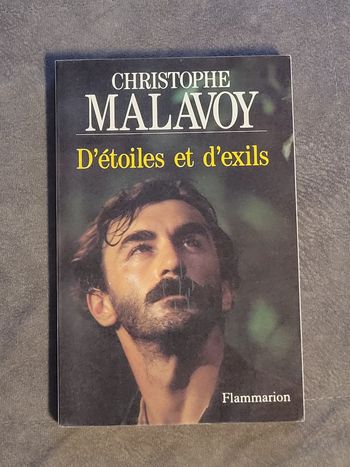 CHRISTOPHE
MALAVOY
D'étoiles et d'exils
Flammarion